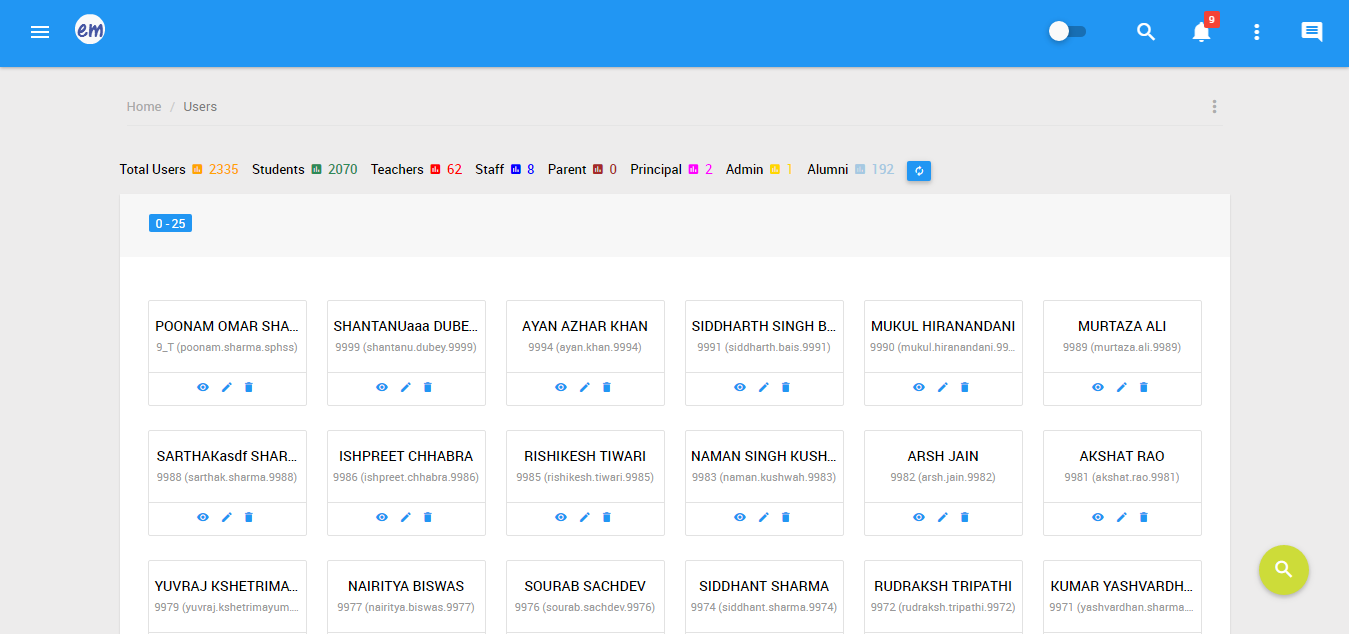 em
9
Home / Users
Total Users 2335 Students 2070 Teachers 62 Staff 8 Parent 0 Principal 2 Admin 1 Alumni 192
0 - 25
POONAM OMAR SHA... SHANTANUaaa DUBE... AYAN AZHAR KHAN SIDDHARTH SINGH B... MUKUL HIRANANDANI MURTAZA ALI
9_T (poonam.sharma.sphss) 9999 (shantanu.dubey.9999) 9994 (ayan.khan.9994) 9991 (siddharth.bais.9991) 9990 (mukul.hiranandani.99... 9989 (murtaza.ali.9989)
SARTHAKasdf SHAR... ISHPREET CHHABRA RISHIKESH TIWARI NAMAN SINGH KUSH... ARSH JAIN AKSHAT RAO
9988 (sarthak.sharma.9988) 9986 (ishpreet.chhabra.9986) 9985 (rishikesh.tiwari.9985) 9983 (naman.kushwah.9983) 9982 (arsh.jain.9982) 9981 (akshat.rao.9981)
YUVRAJ KSHETRIMA... NAIRITYA BISWAS SOURAB SACHDEV SIDDHANT SHARMA RUDRAKSH TRIPATHI KUMAR YASHVARDH...
9979 (yuvraj.kshetrimayum.... 9977 (nairitya.biswas.9977) 9976 (sourab.sachdev.9976) 9974 (siddhant.sharma.9974) 9972 (rudraksh.tripathi.9972) 9971 (yashvardhan.sharma....